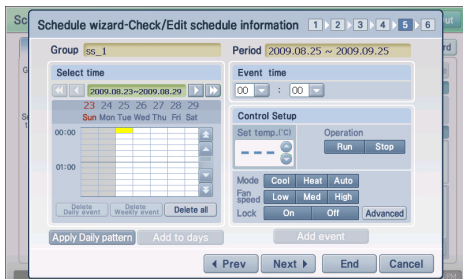 Sc
ut
Schedule wizard-Check/Edit schedule information 1 2 3 4 5 6
Group ss_1
Period 2009.08.25 ~ 2009.09.25
rd
G
Select time
Event time
2009.08.23~2009.08.29
00 : 00
23 24 25 26 27 28 29
Sun Mon Tue Wed Thu Fri Sat
Control Setup
Se
t
00:00
Set temp.(°C)
Operation
---
Run Stop
01:00
Mode Cool Heat Auto
Fan speed Low Med High
Delete Daily event
Delete Weekly event
Delete all
Lock On Off Advanced
Apply Daily pattern
Add to days
Add event
Prev Next End Cancel